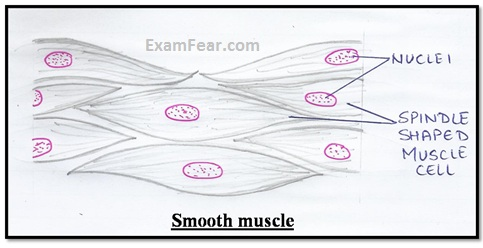 ExamFear.com
NUCLEI
SPINDLE
SHAPED
MUSCLE
CELL
Smooth muscle